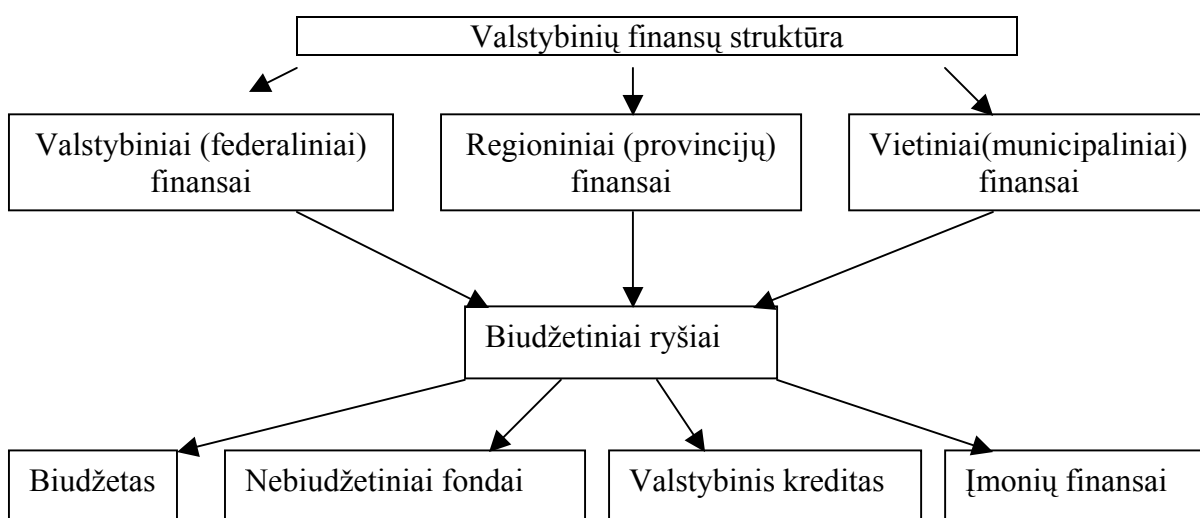 Valstybinių finansų struktūra
Valstybiniai (federaliniai)
finansai
Regioniniai (provincijų)
finansai
Vietiniai(municipaliniai)
finansai
Biudžetiniai ryšiai
Biudžetas
Nebiudžetiniai fondai
Valstybinis kreditas
Įmonių finansai